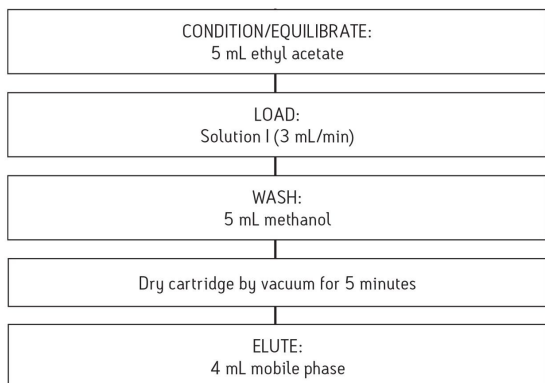 CONDITION/EQUILIBRATE:
5 mL ethyl acetate
LOAD:
Solution I (3 mL/min)
WASH:
5 mL methanol
Dry cartridge by vacuum for 5 minutes
ELUTE:
4 mL mobile phase